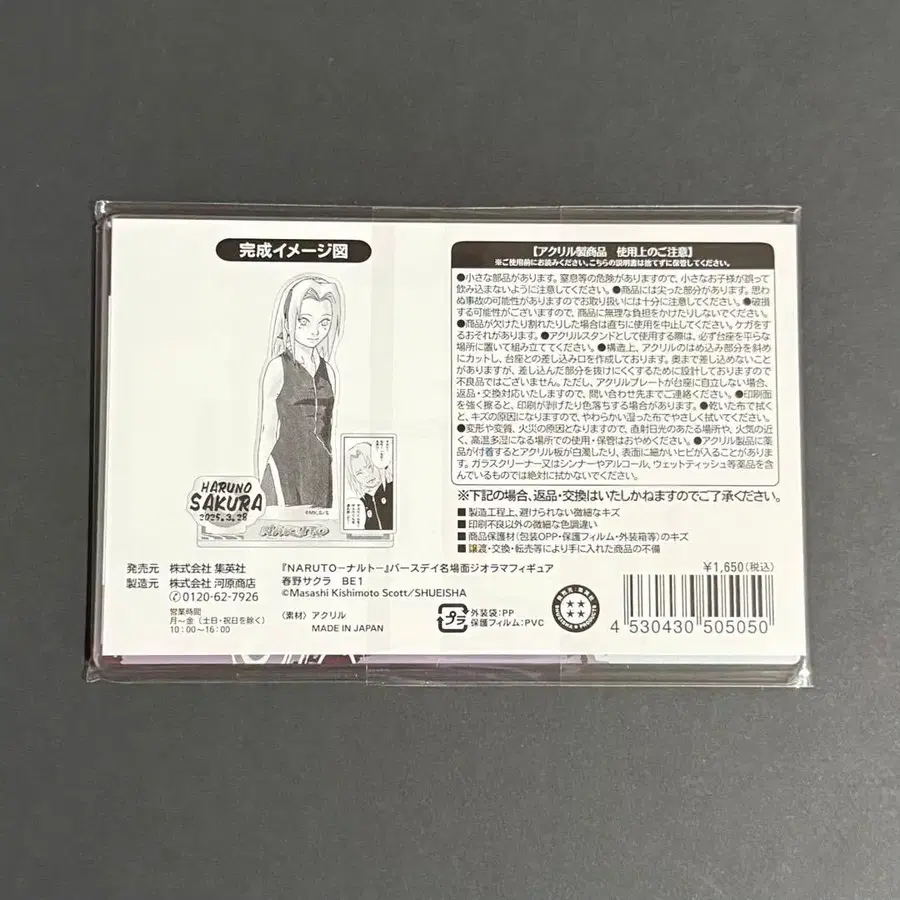 完成イメージ図
HARUNO
SAKURA
2025.3.28
©MK,S/S
NARUTO
【アクリル製商品　使用上のご注意】
※ご使用前にお読みください。こちらの説明書は捨てずに保管してください。
●小さな部品があります。窒息等の危険がありますので、小さなお子様が誤って
飲み込まないように注意してください。●商品には尖った部分があります。思わ
ぬ事故の可能性がありますのでお取り扱いには十分に注意してください。●破損
する可能性がございますので、商品に無理な負担をかけたりしないでください。
●商品が欠けたり割れたりした場合は直ちに使用を中止してください。ケガをす
るおそれがあります。●アクリルスタンドとして使用する際は、必ず台座を平らな
場所に置いて組み立ててください。●構造上、アクリルのはめ込み部分を斜め
にカットし、台座との差し込み口を作成しております。奥まで差し込めないこと
がありますが、差し込んだ部分を抜けにくくするために設計しておりますので
不良品ではございません。ただし、アクリルプレートが台座に自立しない場合、
返品・交換対応いたしますので、問い合わせ先までご連絡ください。●印刷面
を強く擦ると、印刷が剥げたり色落ちする場合があります。●乾いた布で拭く
と、キズの原因になりますので、やわらかい湿った布でやさしく拭いてください。
●変形や変質、火災の原因となりますので、直射日光のあたる場所や、火気の近
く、高温多湿になる場所での使用・保管はおやめください。●アクリル製品に薬
品が付着するとアクリル板が白濁したり、表面に細かいヒビが入ることがありま
す。ガラスクリーナー又はシンナーやアルコール、ウェットティッシュ等薬品を含
んでいるものでは絶対に拭かないでください。
※下記の場合、返品・交換はいたしかねますのでご了承ください。
■製造工程上、避けられない微細なキズ
■印刷不良以外の微細な色調違い
■商品保護材（包装OPP・保護フィルム・外装箱等）のキズ
■譲渡・交換・転売等により手に入れた商品の不備
発売元　株式会社 集英社
製造元　株式会社 河原商店
0120-62-7926
営業時間
月〜金（土日・祝日を除く）
10：00〜16：00
『NARUTO−ナルト−』バースデイ名場面ジオラマフィギュア
春野サクラ　BE1
©Masashi Kishimoto Scott/SHUEISHA
〈素材〉アクリル
MADE IN JAPAN
プラ
外装袋：PP
保護フィルム：PVC
¥1,650(税込)
4 530430 505050